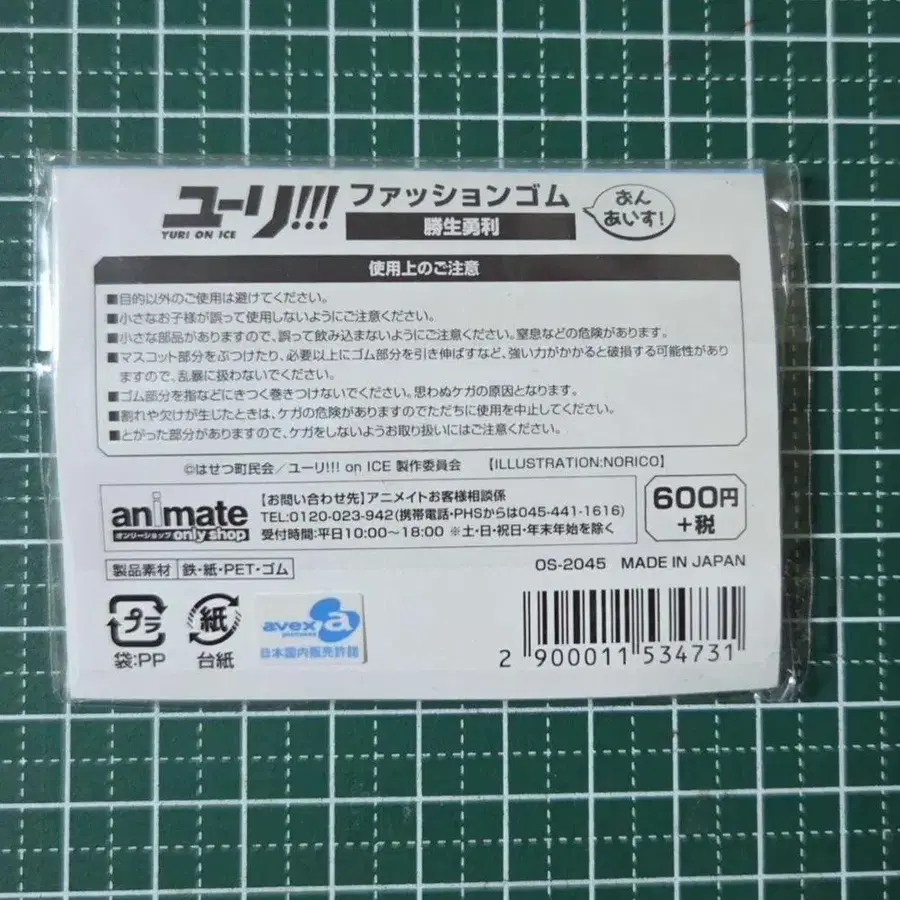 ユーリ!!!
YURI ON ICE
ファッションゴム
勝生勇利
おん
あいす!
使用上のご注意
■目的以外のご使用は避けてください。
■小さなお子様が誤って使用しないようにご注意ください。
■小さな部品がありますので、誤って飲み込まないようにご注意ください。窒息などの危険があります。
■マスコット部分をぶつけたり、必要以上にゴム部分を引き伸ばすなど、強い力がかかると破損する可能性があり
ますので、乱暴に扱わないでください。
■ゴム部分を指などにきつく巻きつけないでください。思わぬケガの原因となります。
■割れや欠けが生じたときは、ケガの危険がありますのでただちに使用を中止してください。
■とがった部分がありますので、ケガをしないようお取り扱いにはご注意ください。
©はせつ町民会/ユーリ!!! on ICE 製作委員会 【ILLUSTRATION:NORICO】
animate
オンリーショップ only shop
【お問い合わせ先】アニメイトお客様相談係
TEL:0120-023-942(携帯電話・PHSからは045-441-1616)
受付時間:平日10:00~18:00 ※土・日・祝日・年末年始を除く
600円
+税
製品素材 鉄・紙・PET・ゴム
OS-2045 MADE IN JAPAN
プラ
袋:PP
紙
台紙
avex
pictures
a
日本国内販売許諾
2 900011 534731